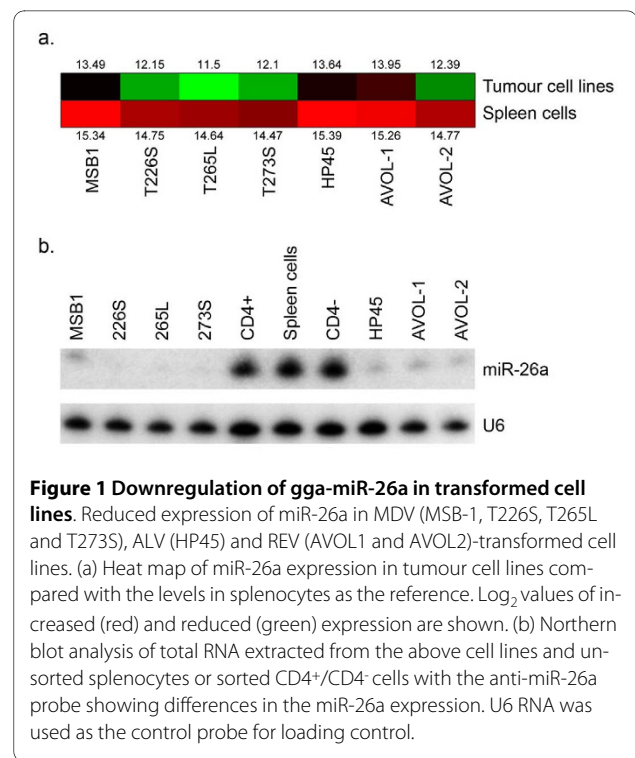 a.
13.49 12.15 11.5 12.1 13.64 13.95 12.39
Tumour cell lines
Spleen cells
15.34 14.75 14.64 14.47 15.39 15.26 14.77
MSB1 T226S T265L T273S HP45 AVOL-1 AVOL-2
b.
MSB1 226S 265L 273S CD4+ Spleen cells CD4- HP45 AVOL-1 AVOL-2
miR-26a
U6
Figure 1 Downregulation of gga-miR-26a in transformed cell
lines. Reduced expression of miR-26a in MDV (MSB-1, T226S, T265L
and T273S), ALV (HP45) and REV (AVOL1 and AVOL2)-transformed cell
lines. (a) Heat map of miR-26a expression in tumour cell lines com-
pared with the levels in splenocytes as the reference. Log₂ values of in-
creased (red) and reduced (green) expression are shown. (b) Northern
blot analysis of total RNA extracted from the above cell lines and un-
sorted splenocytes or sorted CD4⁺/CD4⁻ cells with the anti-miR-26a
probe showing differences in the miR-26a expression. U6 RNA was
used as the control probe for loading control.